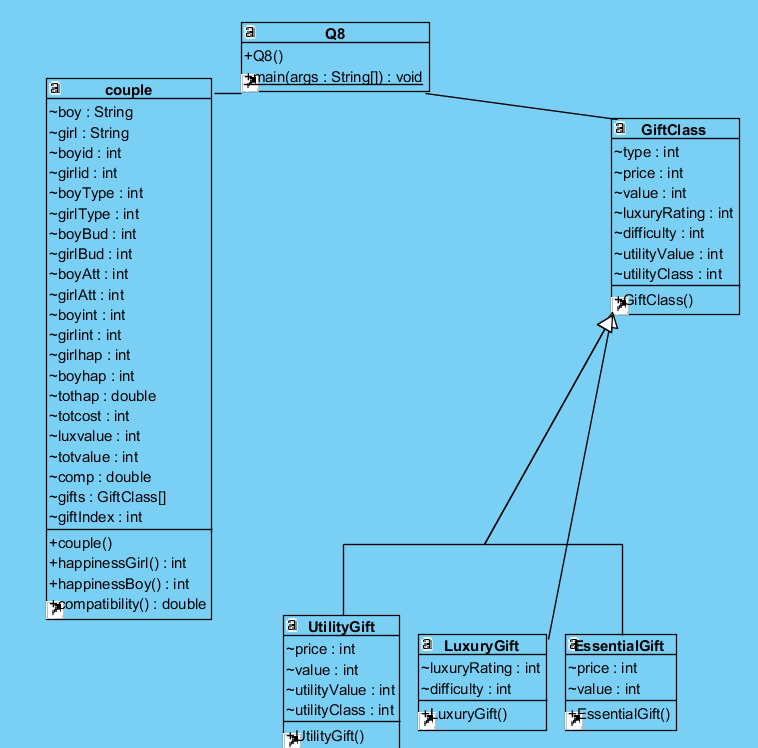 Q8
+Q8()
+main(args : String[]) : void
couple
~boy : String
~girl : String
~boyid : int
~girlid : int
~boyType : int
~girlType : int
~boyBud : int
~girlBud : int
~boyAtt : int
~girlAtt : int
~boyint : int
~girlint : int
~girlhap : int
~boyhap : int
~tothap : double
~totcost : int
~luxvalue : int
~totvalue : int
~comp : double
~gifts : GiftClass[]
~giftIndex : int
+couple()
+happinessGirl() : int
+happinessBoy() : int
+compatibility() : double
GiftClass
~type : int
~price : int
~value : int
~luxuryRating : int
~difficulty : int
~utilityValue : int
~utilityClass : int
+GiftClass()
UtilityGift
~price : int
~value : int
~utilityValue : int
~utilityClass : int
+UtilityGift()
LuxuryGift
~luxuryRating : int
~difficulty : int
+LuxuryGift()
EssentialGift
~price : int
~value : int
+EssentialGift()